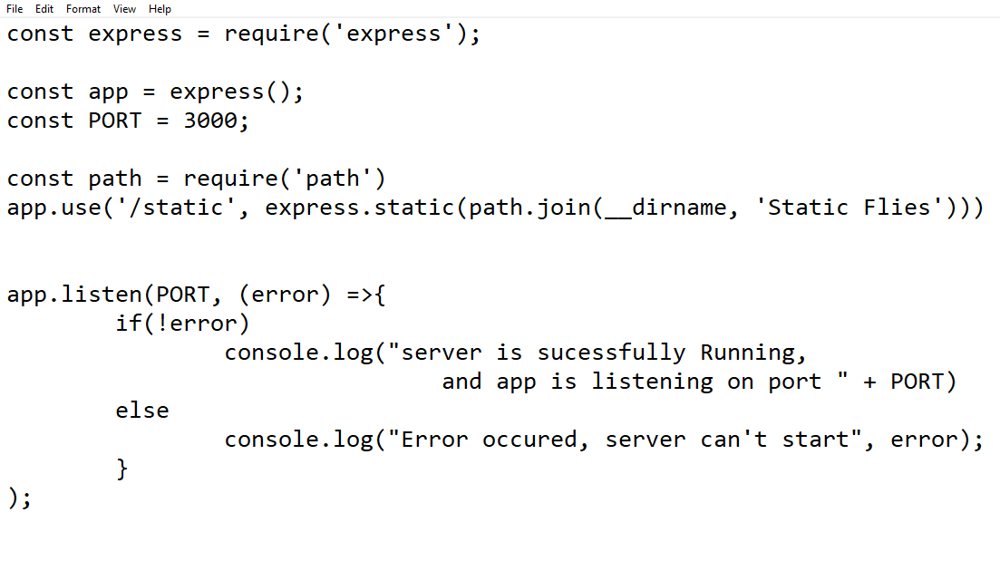 File Edit Format View Help
const express = require('express');
const app = express();
const PORT = 3000;
const path = require('path')
app.use('/static', express.static(path.join(__dirname, 'Static Flies')))
app.listen(PORT, (error) =>{
if(!error)
console.log("server is sucessfully Running,
and app is listening on port " + PORT)
else
console.log("Error occured, server can't start", error);
}
);